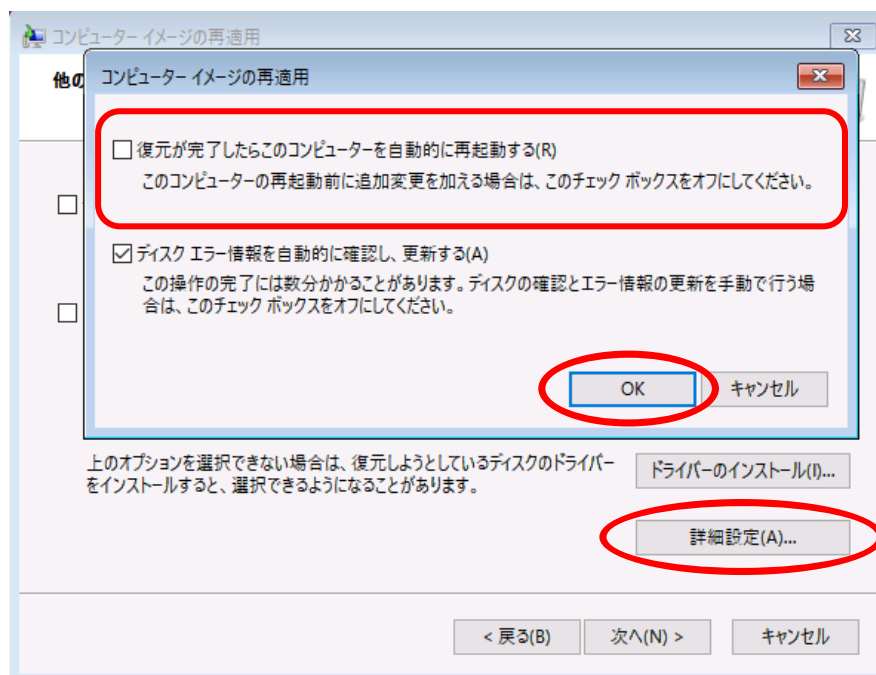 コンピューター イメージの再適用
他の
コンピューター イメージの再適用
復元が完了したらこのコンピューターを自動的に再起動する(R)
このコンピューターの再起動前に追加変更を加える場合は、このチェック ボックスをオフにしてください。
ディスク エラー情報を自動的に確認し、更新する(A)
この操作の完了には数分かかることがあります。ディスクの確認とエラー情報の更新を手動で行う場
合は、このチェック ボックスをオフにしてください。
OK
キャンセル
上のオプションを選択できない場合は、復元しようとしているディスクのドライバー
をインストールすると、選択できるようになることがあります。
ドライバーのインストール(I)...
詳細設定(A)...
< 戻る(B)
次へ(N) >
キャンセル